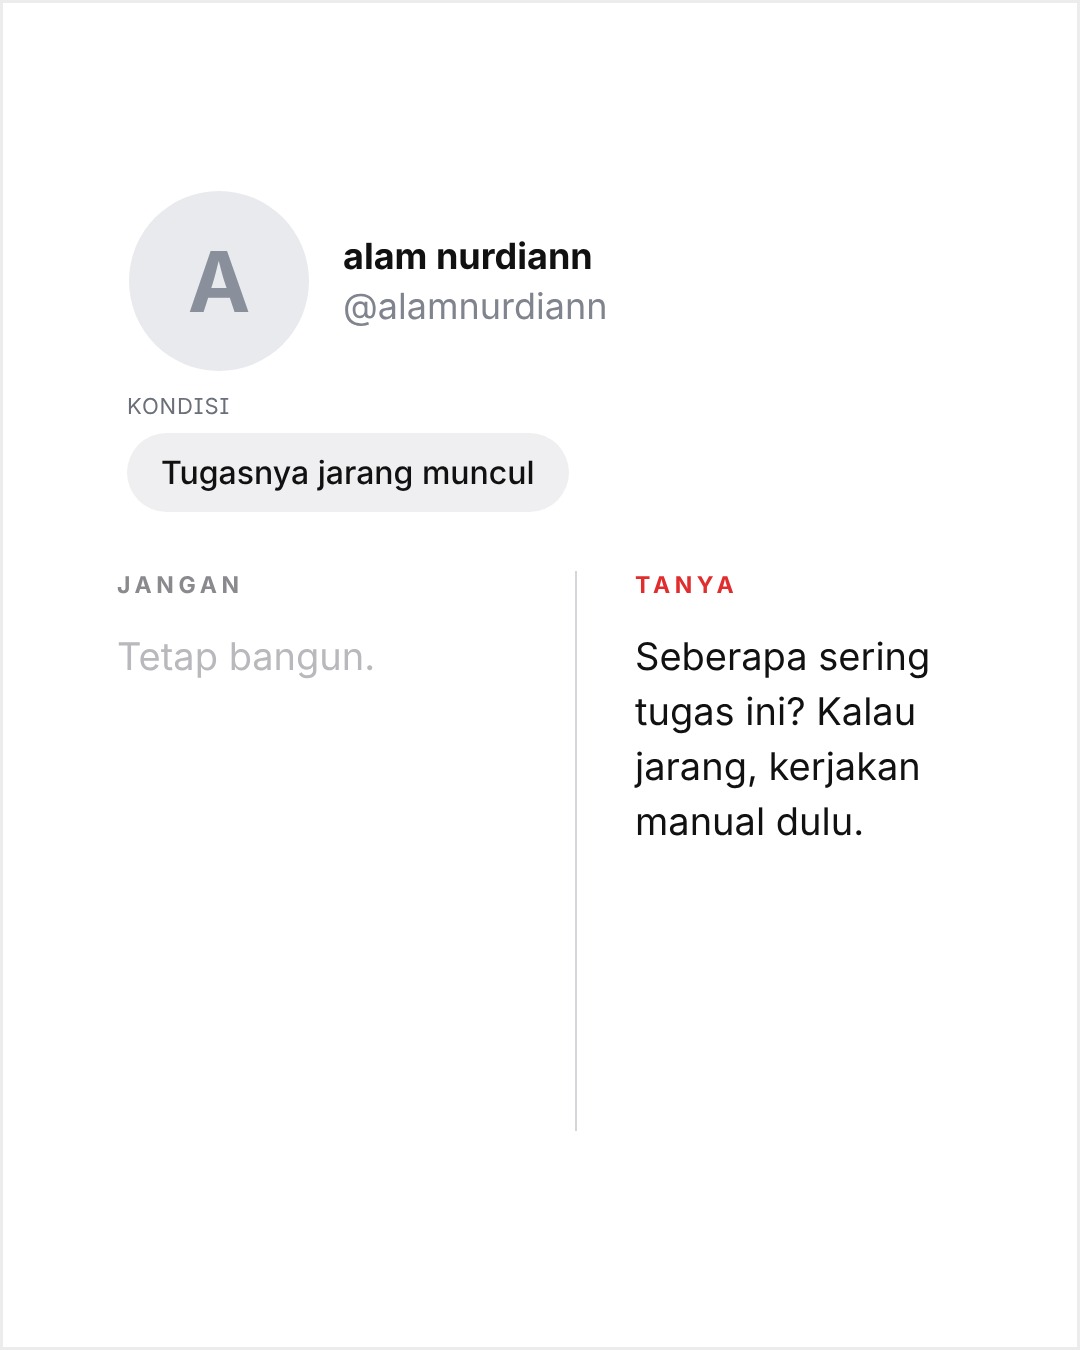 A
alam nurdiann
@alamnurdiann
KONDISI
Tugasnya jarang muncul
JANGAN
Tetap bangun.
TANYA
Seberapa sering
tugas ini? Kalau
jarang, kerjakan
manual dulu.